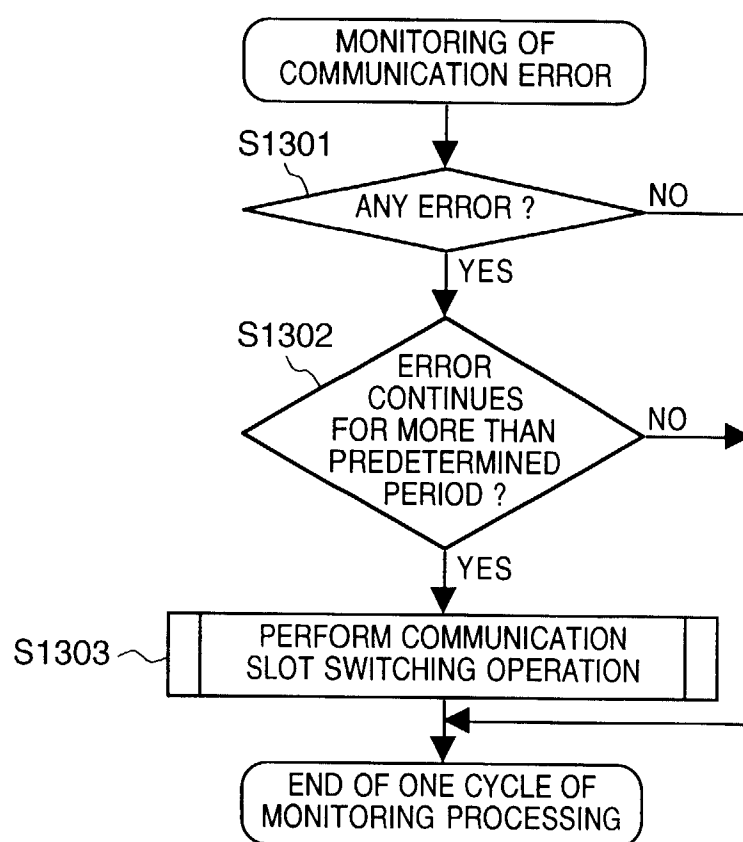 MONITORING OF
COMMUNICATION ERROR
S1301
ANY ERROR ?
NO
YES
S1302
ERROR
CONTINUES
FOR MORE THAN
PREDETERMINED
PERIOD ?
NO
YES
S1303
PERFORM COMMUNICATION
SLOT SWITCHING OPERATION
END OF ONE CYCLE OF
MONITORING PROCESSING